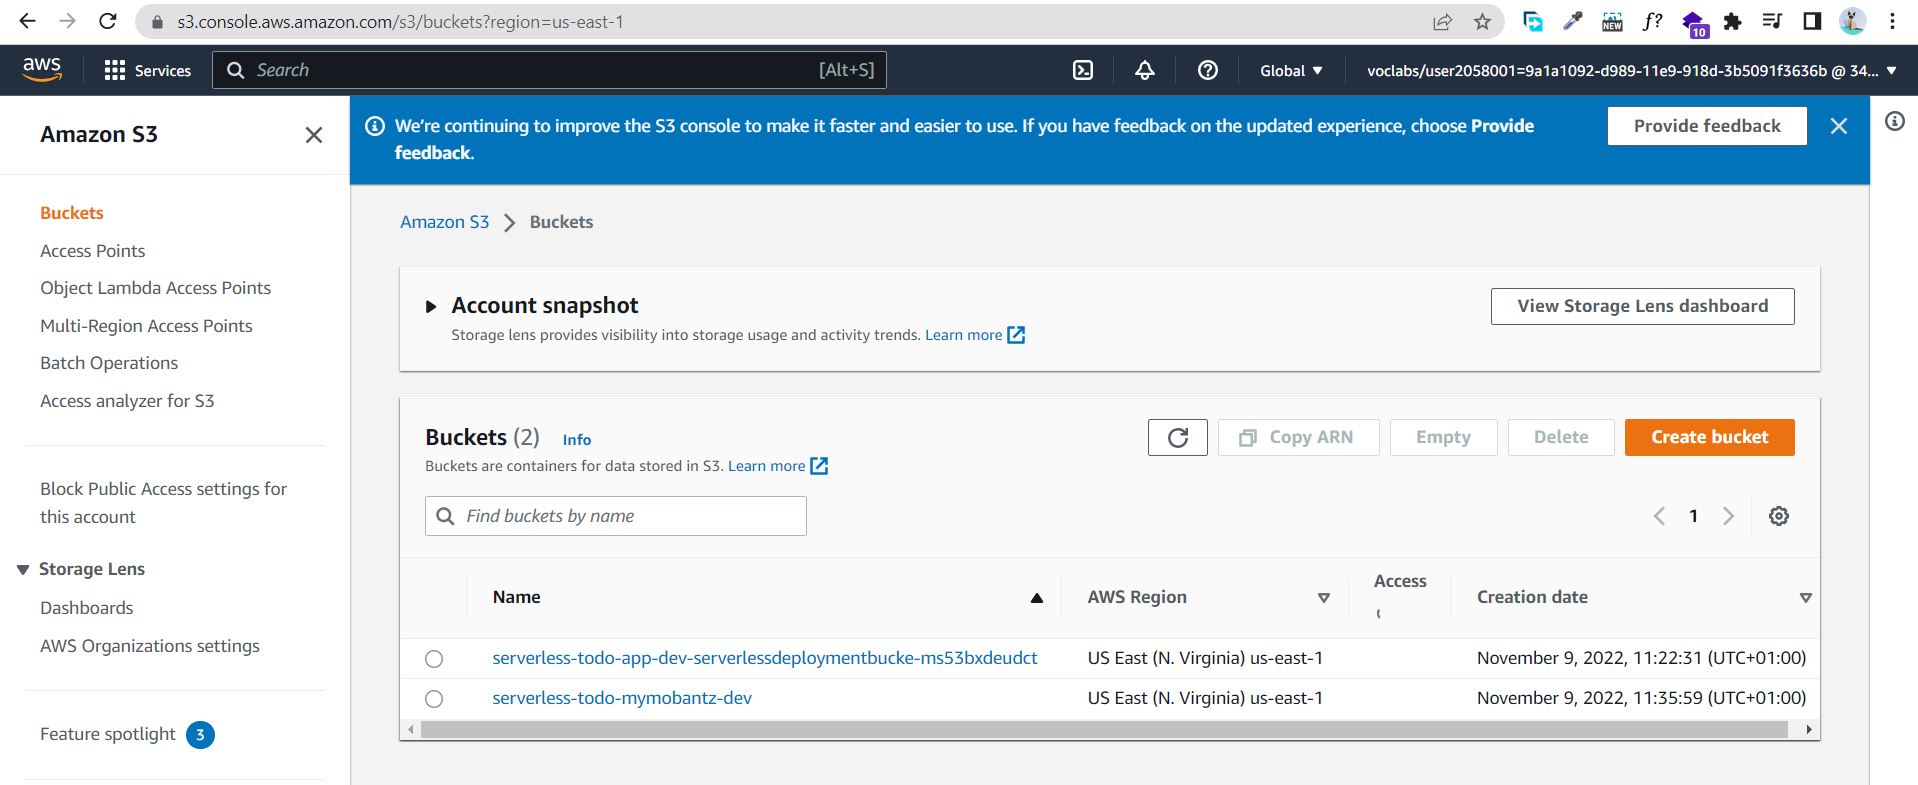 s3.console.aws.amazon.com/s3/buckets?region=us-east-1
NEW
f?
10
aws
Services
Search
[Alt+S]
Global
voclabs/user2058001=9a1a1092-d989-11e9-918d-3b5091f3636b @ 34...
Amazon S3
Buckets
Access Points
Object Lambda Access Points
Multi-Region Access Points
Batch Operations
Access analyzer for S3
Block Public Access settings for
this account
Storage Lens
Dashboards
AWS Organizations settings
Feature spotlight 3
We're continuing to improve the S3 console to make it faster and easier to use. If you have feedback on the updated experience, choose Provide
feedback.
Provide feedback
Amazon S3 > Buckets
Account snapshot
Storage lens provides visibility into storage usage and activity trends. Learn more
View Storage Lens dashboard
Buckets (2) Info
Buckets are containers for data stored in S3. Learn more
Copy ARN
Empty
Delete
Create bucket
Find buckets by name
1
Name
AWS Region
Access
Creation date
serverless-todo-app-dev-serverlessdeploymentbucke-ms53bxdeudct US East (N. Virginia) us-east-1 November 9, 2022, 11:22:31 (UTC+01:00)
serverless-todo-mymobantz-dev US East (N. Virginia) us-east-1 November 9, 2022, 11:35:59 (UTC+01:00)